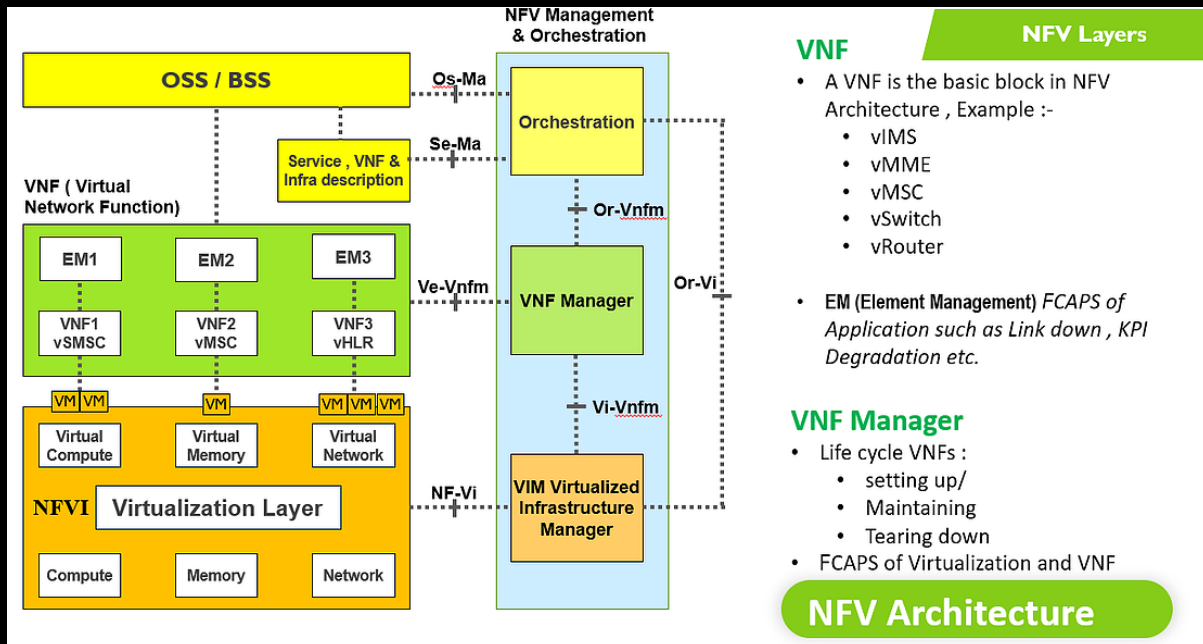 NFV Management
& Orchestration
OSS / BSS
Os-Ma
Orchestration
Se-Ma
Service , VNF &
Infra description
VNF ( Virtual
Network Function)
Or-Vnfm
EM1
EM2
EM3
Ve-Vnfm
VNF Manager
Or-Vi
VNF1
vSMSC
VNF2
vMSC
VNF3
vHLR
VM VM
VM
VM VM VM
Vi-Vnfm
Virtual
Compute
Virtual
Memory
Virtual
Network
NFVI
Virtualization Layer
NF-Vi
VIM Virtualized
Infrastructure
Manager
Compute
Memory
Network
NFV Layers
VNF
• A VNF is the basic block in NFV
Architecture , Example :-
• vIMS
• vMME
• vMSC
• vSwitch
• vRouter
• EM (Element Management) FCAPS of
Application such as Link down , KPI
Degradation etc.
VNF Manager
• Life cycle VNFs :
• setting up/
• Maintaining
• Tearing down
• FCAPS of Virtualization and VNF
NFV Architecture